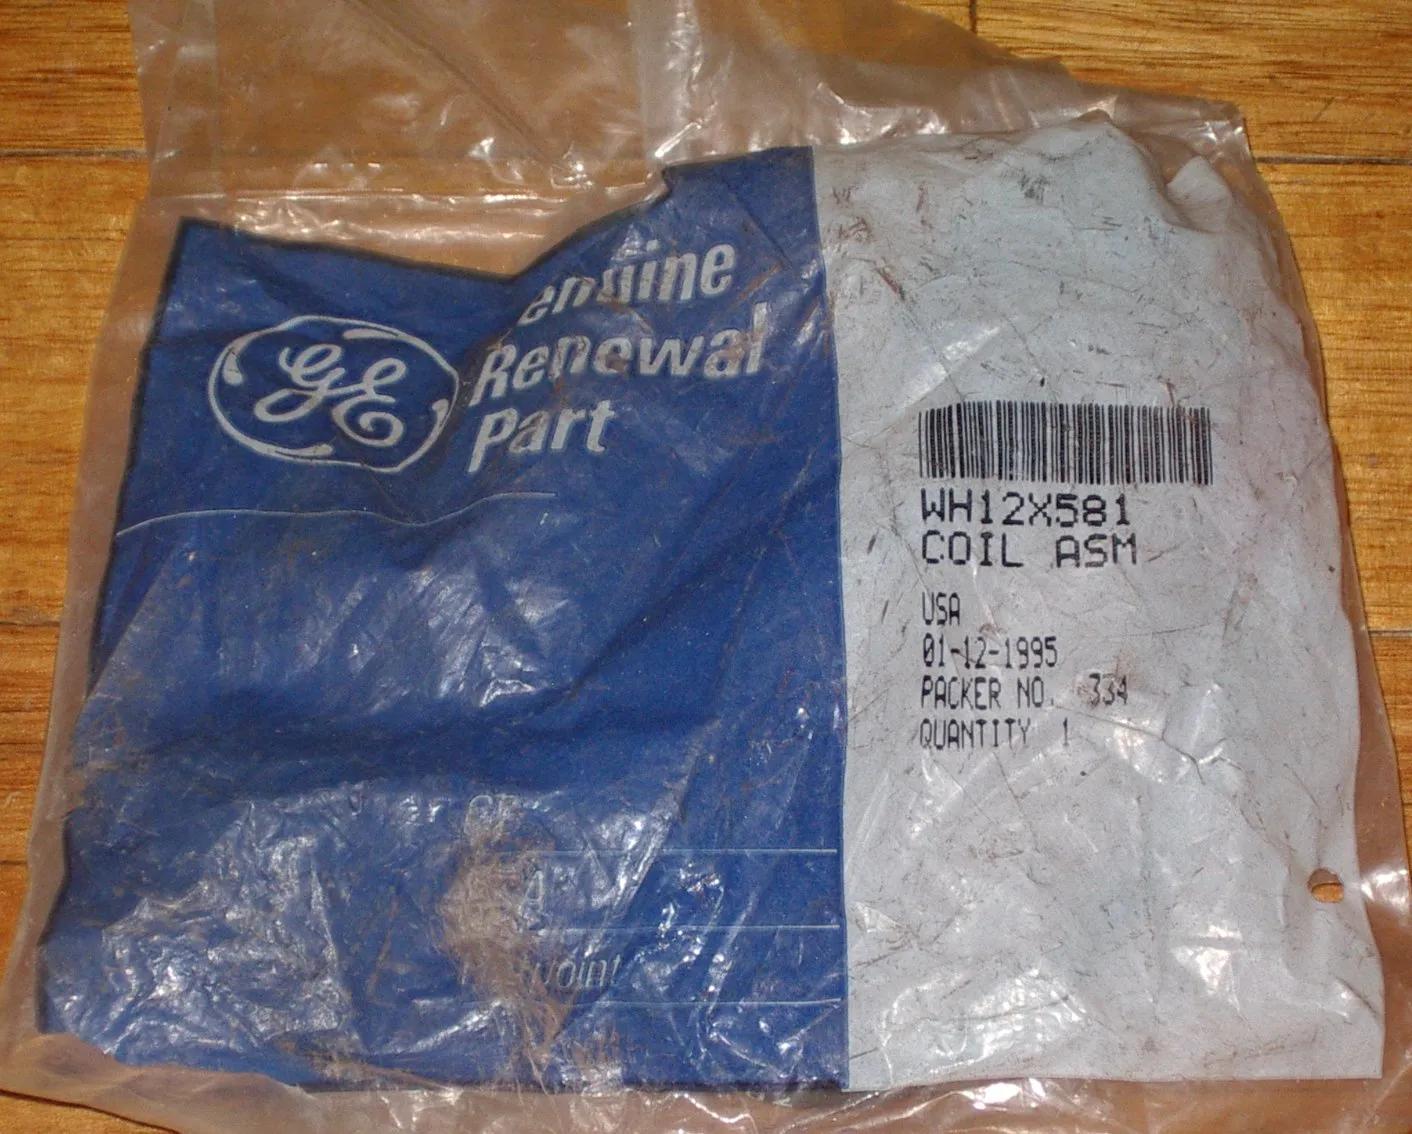 GE
enuine
Renewal
Part
WH12X581
COIL ASM
USA
01-12-1995
PACKER NO. 334
QUANTITY 1